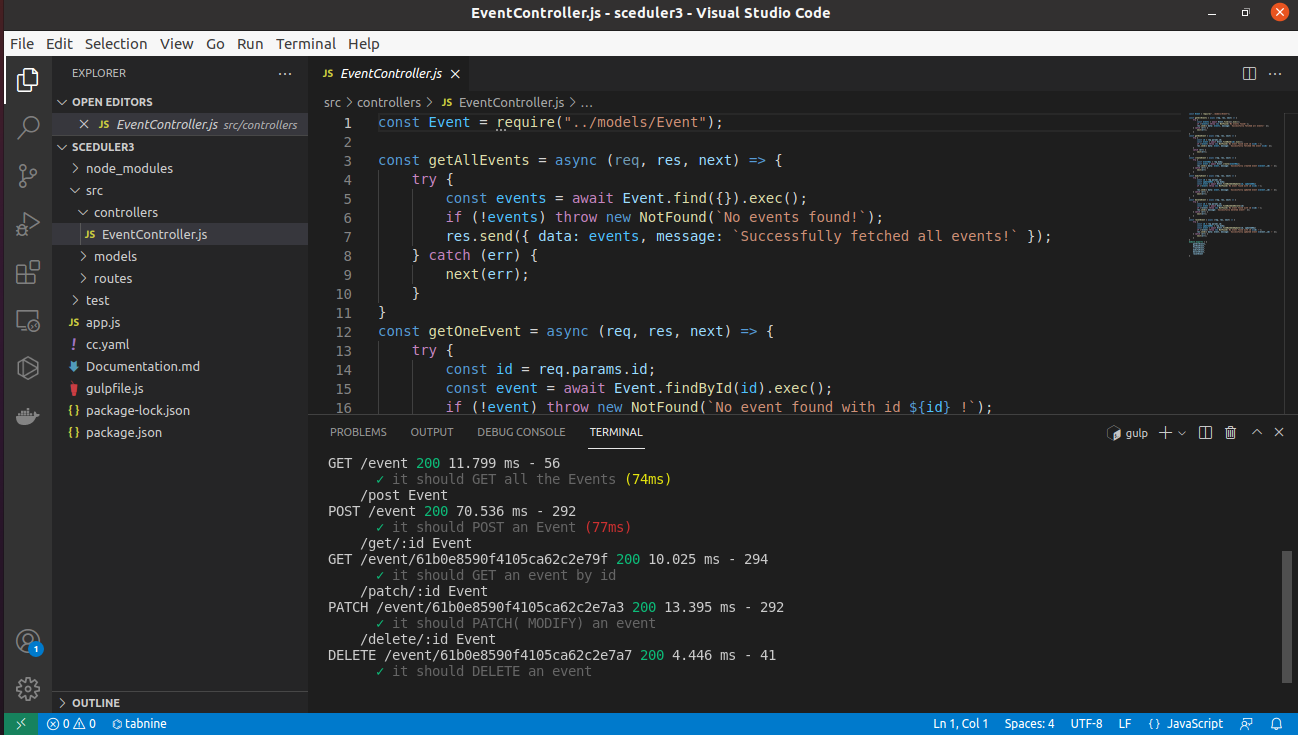 EventController.js - sceduler3 - Visual Studio Code
File Edit Selection View Go Run Terminal Help
EXPLORER
OPEN EDITORS
JS EventController.js src/controllers
SCEDULER3
node_modules
src
controllers
JS EventController.js
models
routes
test
JS app.js
! cc.yaml
Documentation.md
gulpfile.js
{} package-lock.json
{} package.json
OUTLINE
JS EventController.js
src > controllers > JS EventController.js > ...
1 const Event = require("../models/Event");
2
3 const getAllEvents = async (req, res, next) => {
4 try {
5 const events = await Event.find({}).exec();
6 if (!events) throw new NotFound(`No events found!`);
7 res.send({ data: events, message: `Successfully fetched all events!` });
8 } catch (err) {
9 next(err);
10 }
11 }
12 const getOneEvent = async (req, res, next) => {
13 try {
14 const id = req.params.id;
15 const event = await Event.findById(id).exec();
16 if (!event) throw new NotFound(`No event found with id ${id} !`);
PROBLEMS OUTPUT DEBUG CONSOLE TERMINAL gulp
GET /event 200 11.799 ms - 56
✓ it should GET all the Events (74ms)
/post Event
POST /event 200 70.536 ms - 292
✓ it should POST an Event (77ms)
/get/:id Event
GET /event/61b0e8590f4105ca62c2e79f 200 10.025 ms - 294
✓ it should GET an event by id
/patch/:id Event
PATCH /event/61b0e8590f4105ca62c2e7a3 200 13.395 ms - 292
✓ it should PATCH( MODIFY) an event
/delete/:id Event
DELETE /event/61b0e8590f4105ca62c2e7a7 200 4.446 ms - 41
✓ it should DELETE an event
1
0 0 tabnine Ln 1, Col 1 Spaces: 4 UTF-8 LF {} JavaScript